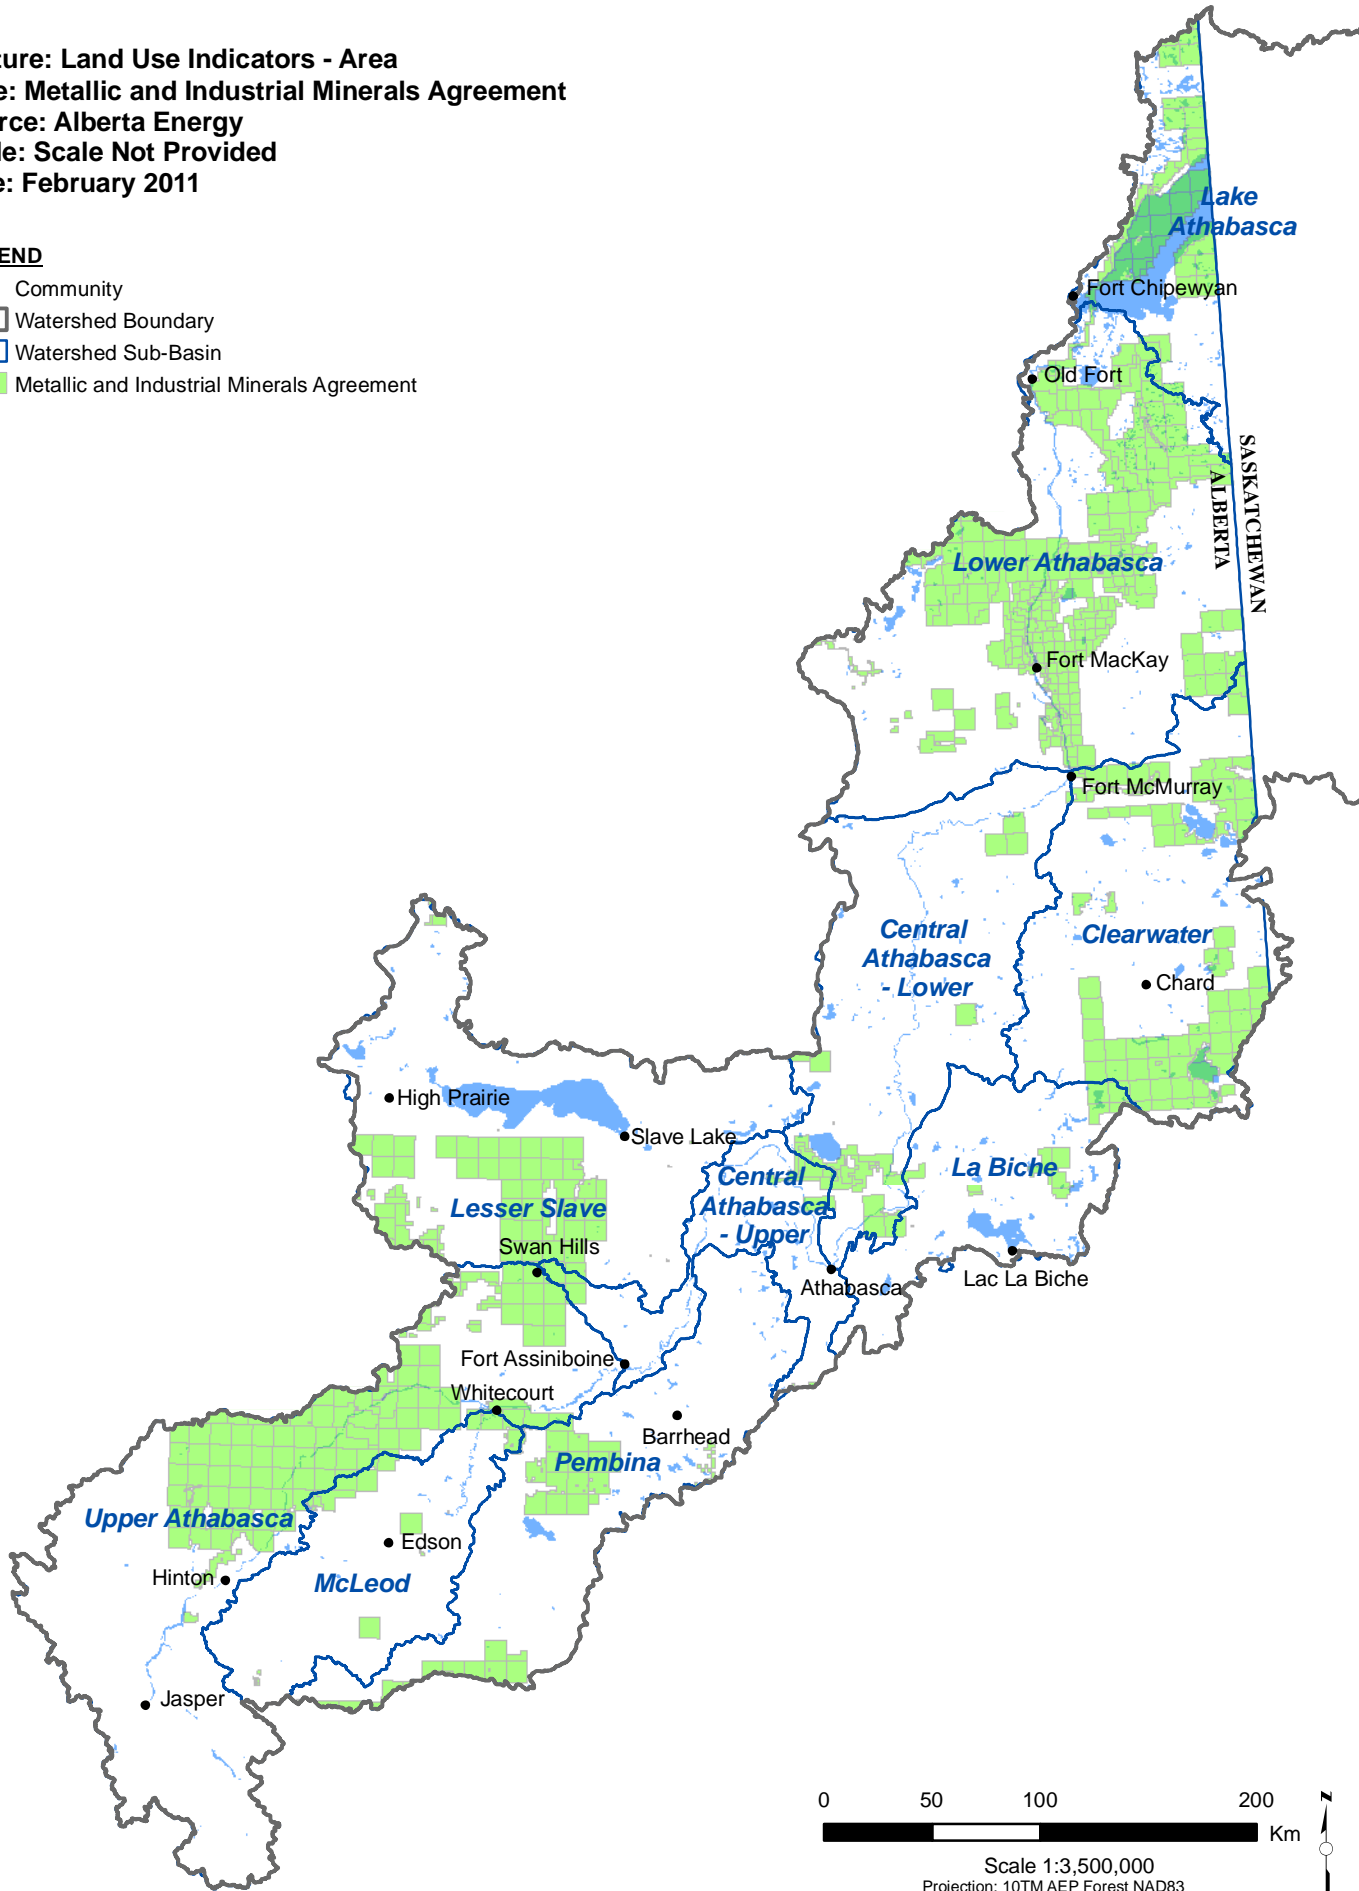 ture: Land Use Indicators - Area
e: Metallic and Industrial Minerals Agreement
rce: Alberta Energy
le: Scale Not Provided
e: February 2011
END
Community
Watershed Boundary
Watershed Sub-Basin
Metallic and Industrial Minerals Agreement
Lake
Athabasca
Fort Chipewyan
Old Fort
SASKATCHEWAN
ALBERTA
Lower Athabasca
Fort MacKay
Fort McMurray
Central
Athabasca
- Lower
Clearwater
Chard
High Prairie
Slave Lake
La Biche
Central
Athabasca
- Upper
Lesser Slave
Swan Hills
Athabasca
Lac La Biche
Fort Assiniboine
Whitecourt
Barrhead
Pembina
Upper Athabasca
Edson
Hinton
McLeod
Jasper
0 50 100 200
Km
N
Scale 1:3,500,000
Projection: 10TM AEP Forest NAD83